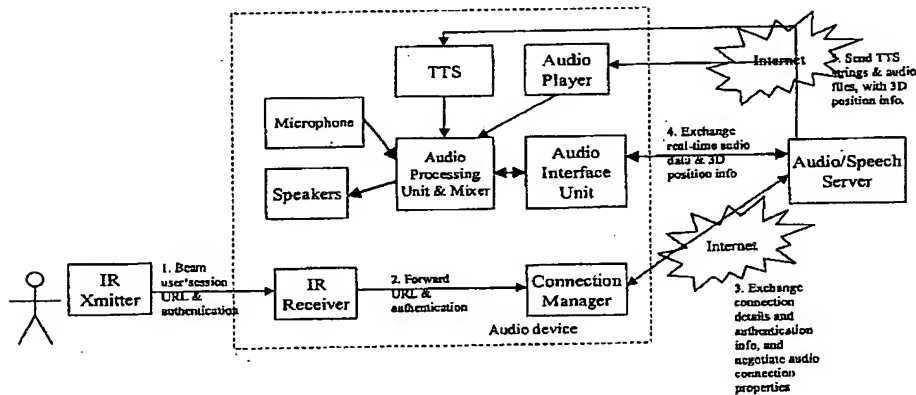 TTS
Audio
Player
Internet
5. Send TTS
strings & audio
files, with 3D
position info.
Microphone
Audio
Processing
Unit & Mixer
Audio
Interface
Unit
4. Exchange
real-time audio
data & 3D
position info
Audio/Speech
Server
Speakers
Internet
IR
Xmitter
1. Beam
user'session
URL &
authentication
IR
Receiver
2. Forward
URL &
authentication
Connection
Manager
Audio device
3. Exchange
connection
details and
authentication
info, and
negotiate audio
connection
properties